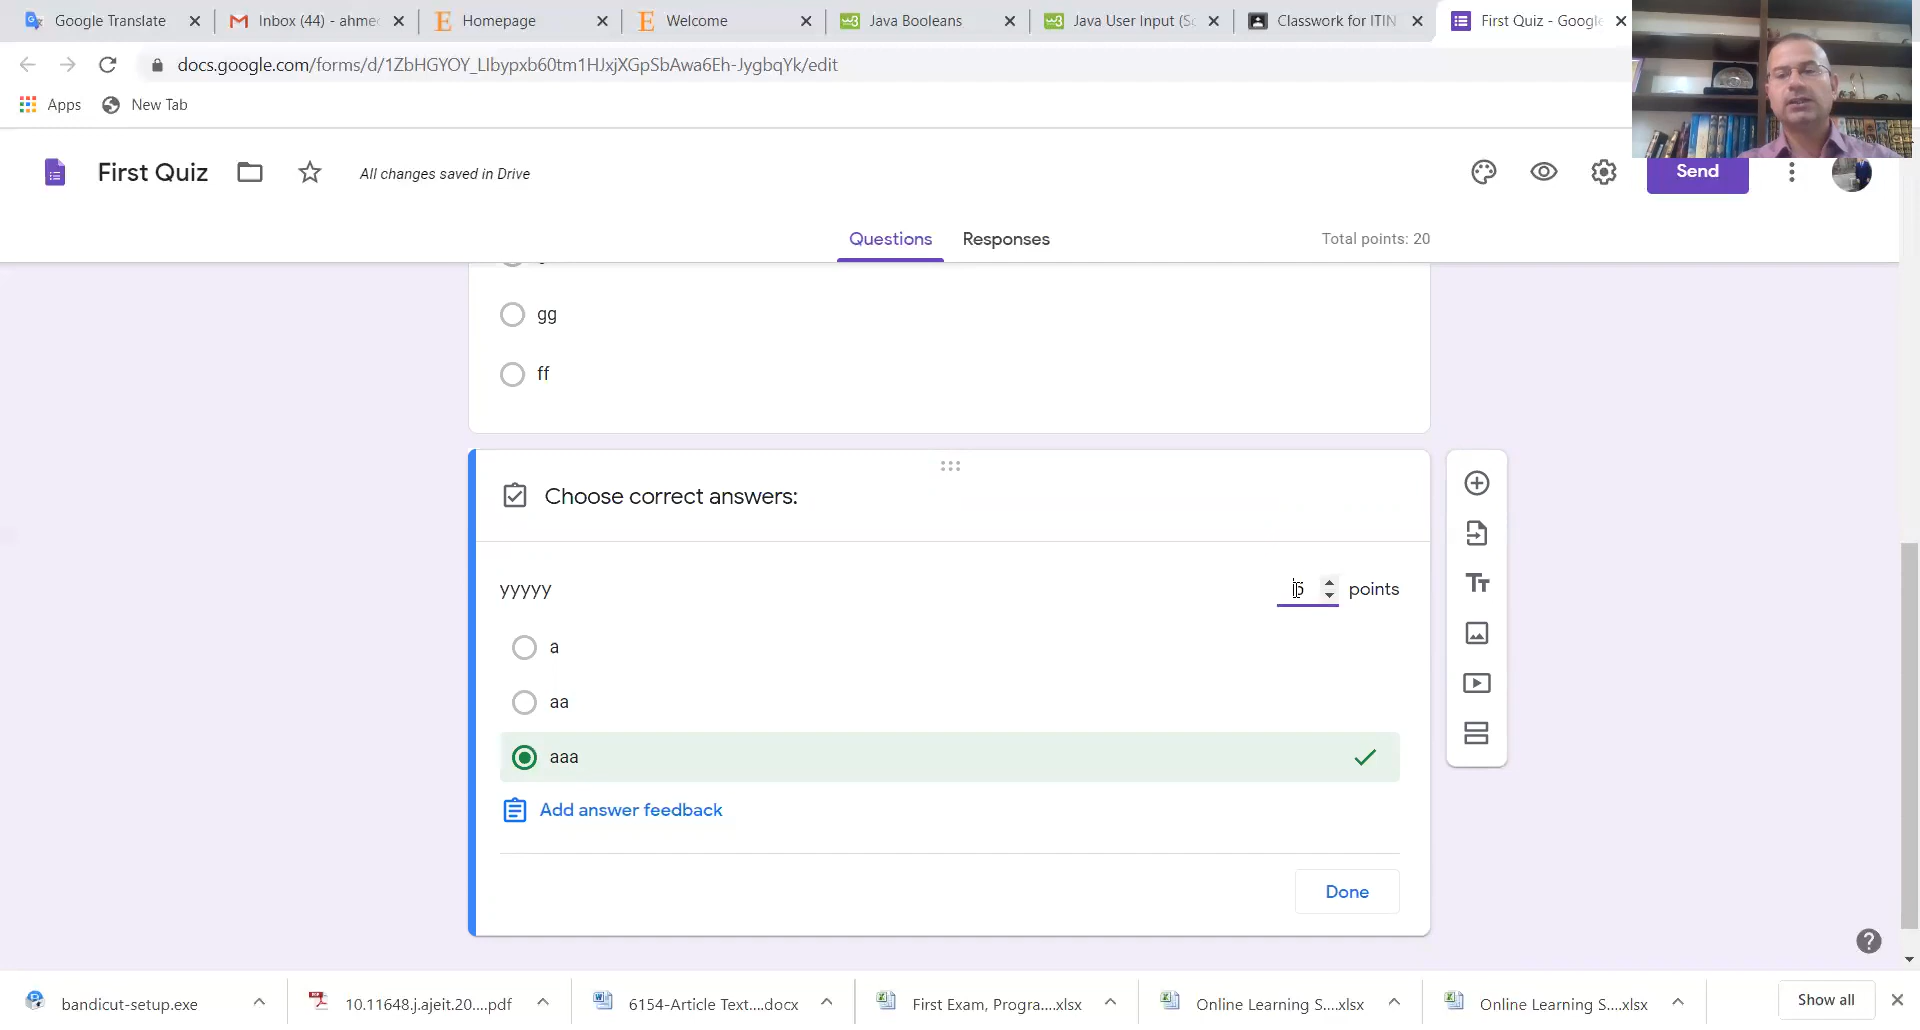 Google Translate
Inbox (44) - ahme
Homepage
Welcome
Java Booleans
Java User Input (Sc
Classwork for ITIN
First Quiz - Google
docs.google.com/forms/d/1ZbHGYOY_LIbypxb60tm1HJxjXGpSbAwa6Eh-JygbqYk/edit
Apps
New Tab
First Quiz
All changes saved in Drive
Send
Questions
Responses
Total points: 20
gg
ff
Choose correct answers:
yyyyy
points
a
aa
aaa
Add answer feedback
Done
bandicut-setup.exe
10.11648.j.ajeit.20....pdf
6154-Article Text....docx
First Exam, Progra....xlsx
Online Learning S....xlsx
Online Learning S....xlsx
Show all